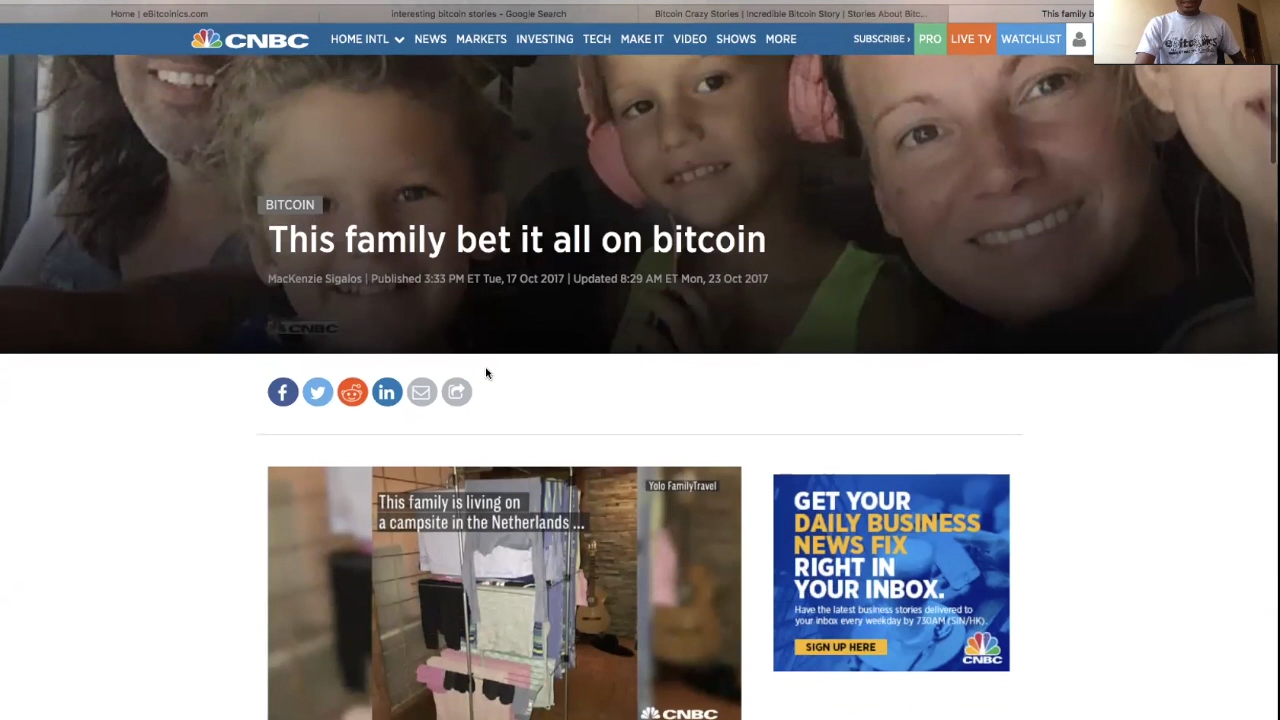 Home | eBitcoinics.com
interesting bitcoin stories - Google Search
Bitcoin Crazy Stories | Incredible Bitcoin Story | Stories About Bitc...
This family b
CNBC
HOME INTL
NEWS
MARKETS
INVESTING
TECH
MAKE IT
VIDEO
SHOWS
MORE
SUBSCRIBE ›
PRO
LIVE TV
WATCHLIST
BITCOIN
This family bet it all on bitcoin
MacKenzie Sigalos | Published 3:33 PM ET Tue, 17 Oct 2017 | Updated 8:29 AM ET Mon, 23 Oct 2017
CNBC
This family is living on
a campsite in the Netherlands ...
Yolo FamilyTravel
CNBC
GET YOUR
DAILY BUSINESS
NEWS FIX
RIGHT IN
YOUR INBOX.
Have the latest business stories delivered to
your inbox every weekday by 730AM (SIN/HK).
SIGN UP HERE
CNBC